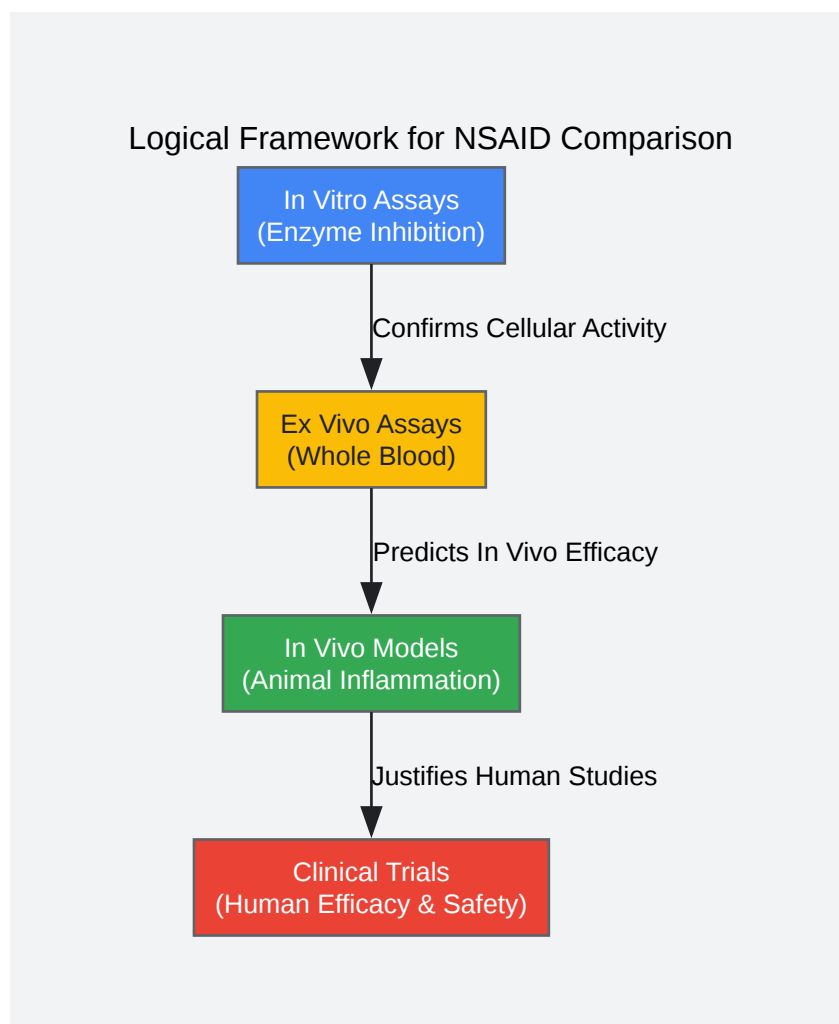 Logical Framework for NSAID Comparison
In Vitro Assays
(Enzyme Inhibition)
Confirms Cellular Activity
Ex Vivo Assays
(Whole Blood)
Predicts In Vivo Efficacy
In Vivo Models
(Animal Inflammation)
Justifies Human Studies
Clinical Trials
(Human Efficacy & Safety)